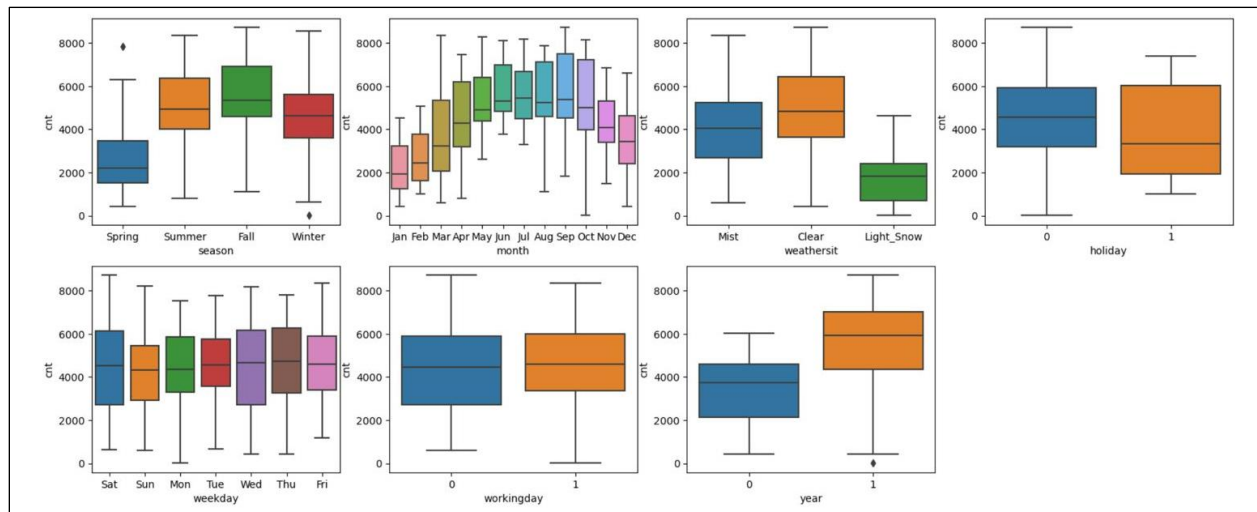 8000
6000
4000
2000
0
cnt
Spring Summer Fall Winter
season
8000
6000
4000
2000
0
cnt
Jan Feb Mar Apr May Jun Jul Aug Sep Oct Nov Dec
month
8000
6000
4000
2000
0
cnt
Mist Clear Light_Snow
weathersit
8000
6000
4000
2000
0
cnt
0 1
holiday
8000
6000
4000
2000
0
cnt
Sat Sun Mon Tue Wed Thu Fri
weekday
8000
6000
4000
2000
0
cnt
0 1
workingday
8000
6000
4000
2000
0
cnt
0 1
year